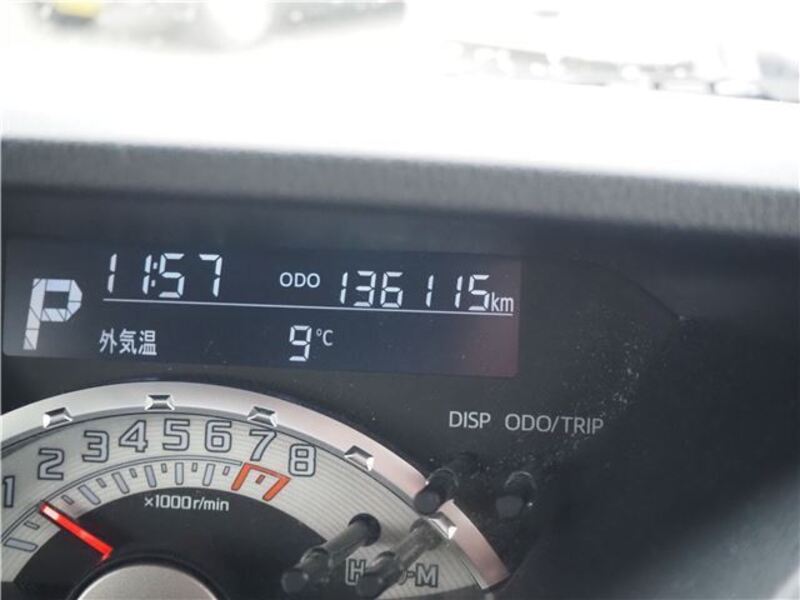 P 11:57 ODO 136115km
外気温 9℃
DISP ODO/TRIP
1 2 3 4 5 6 7 8
×1000r/min